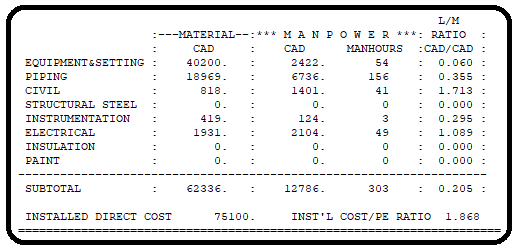 L/M
:---MATERIAL--:*** M A N P O W E R ***: RATIO :
: CAD : CAD MANHOURS :CAD/CAD :
EQUIPMENT&SETTING : 40200. : 2422. 54 : 0.060 :
PIPING : 18969. : 6736. 156 : 0.355 :
CIVIL : 818. : 1401. 41 : 1.713 :
STRUCTURAL STEEL : 0. : 0. 0 : 0.000 :
INSTRUMENTATION : 419. : 124. 3 : 0.295 :
ELECTRICAL : 1931. : 2104. 49 : 1.089 :
INSULATION : 0. : 0. 0 : 0.000 :
PAINT : 0. : 0. 0 : 0.000 :
SUBTOTAL : 62336. : 12786. 303 : 0.205 :
INSTALLED DIRECT COST 75100. INST'L COST/PE RATIO 1.868